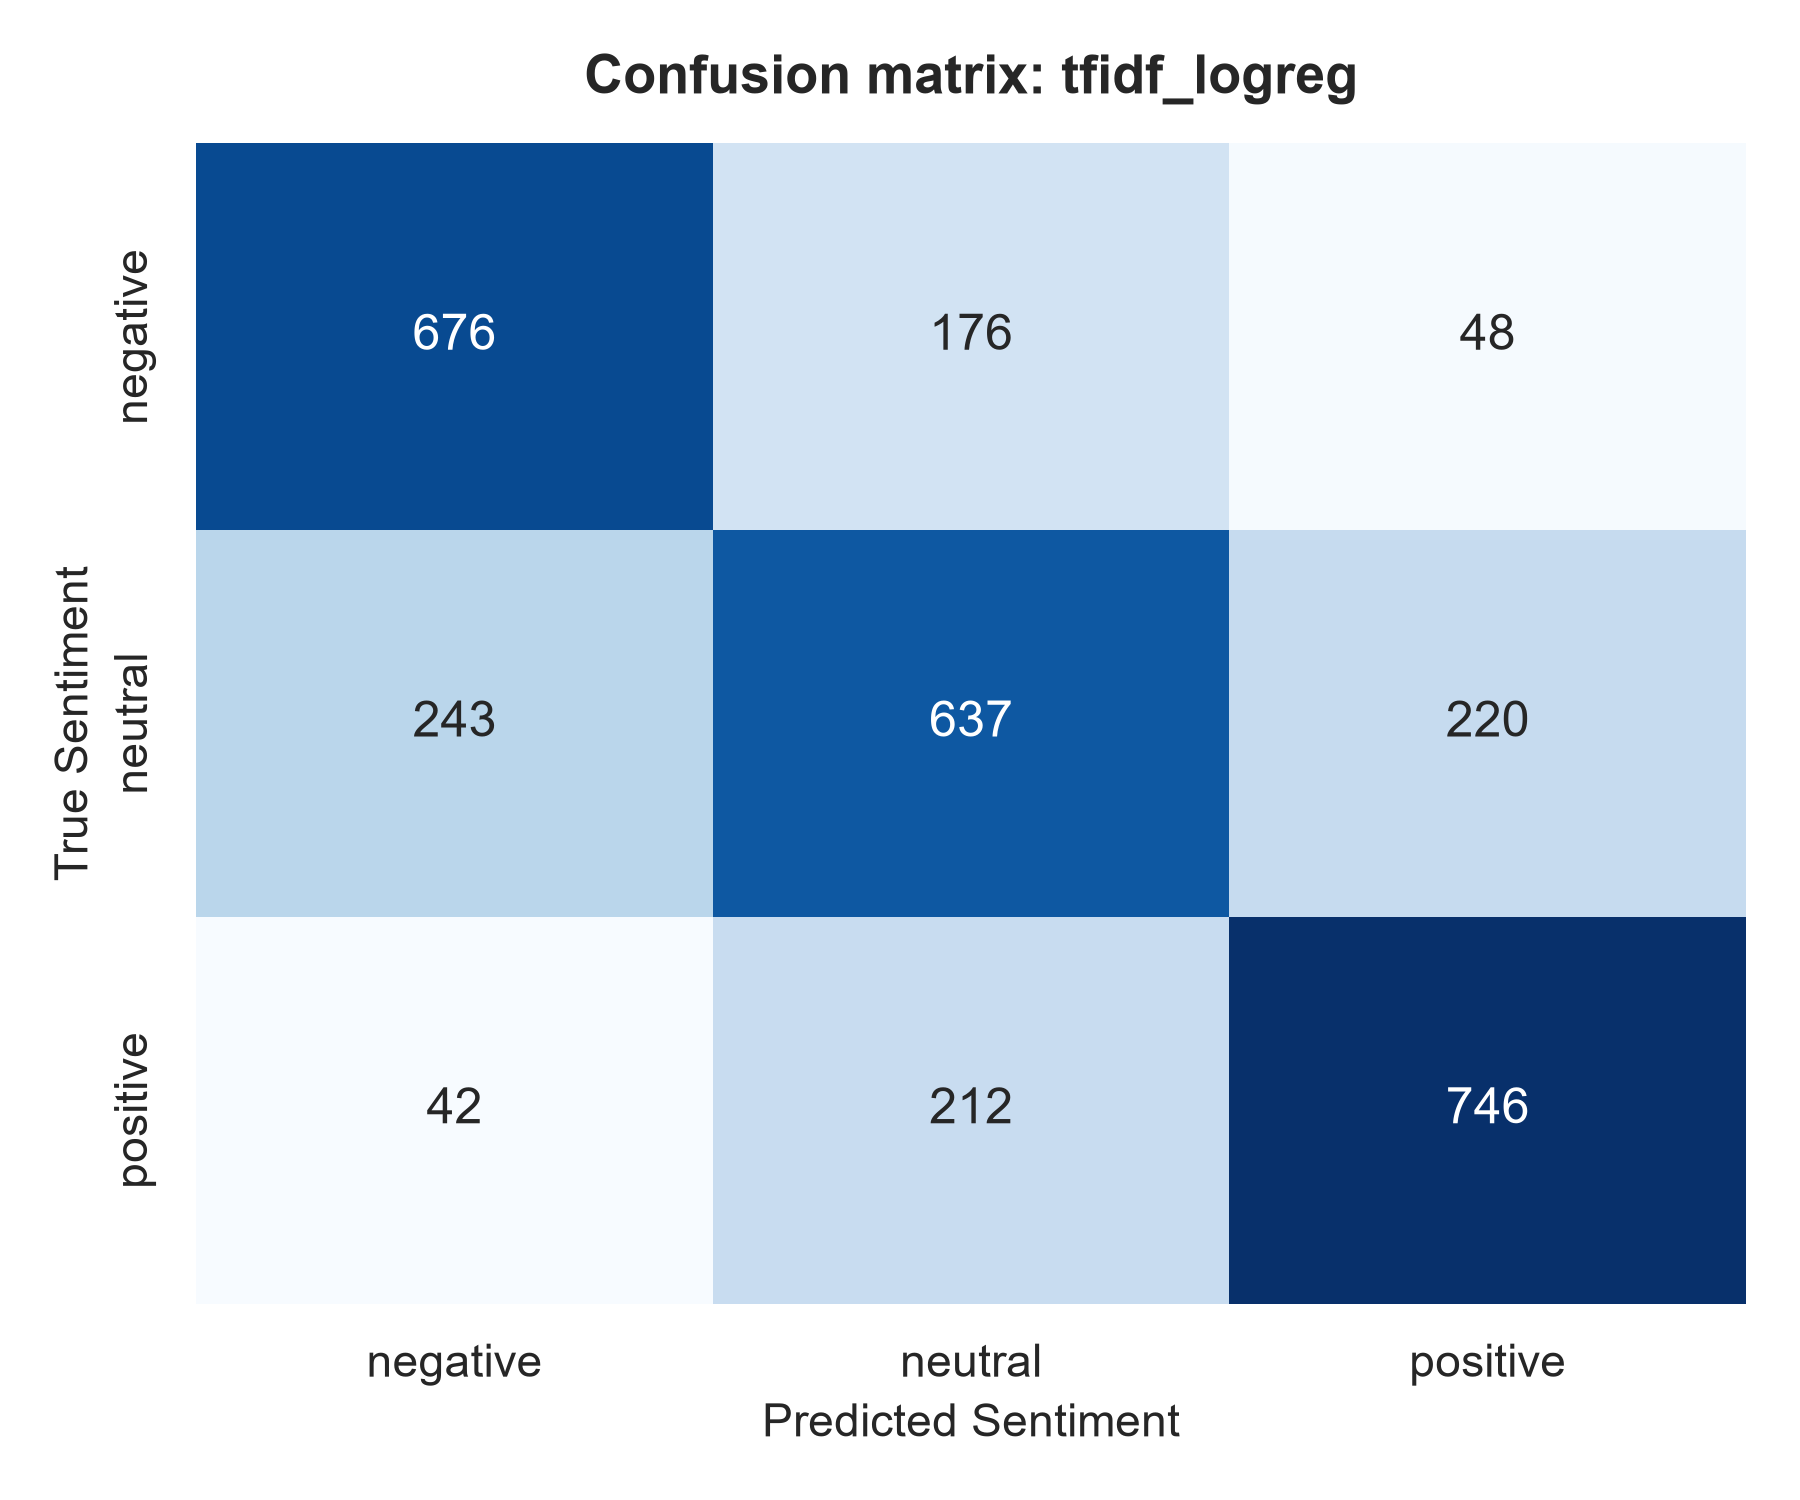 Confusion matrix: tfidf_logreg
True Sentiment
negative
676 176 48
neutral
243 637 220
positive
42 212 746
negative neutral positive
Predicted Sentiment